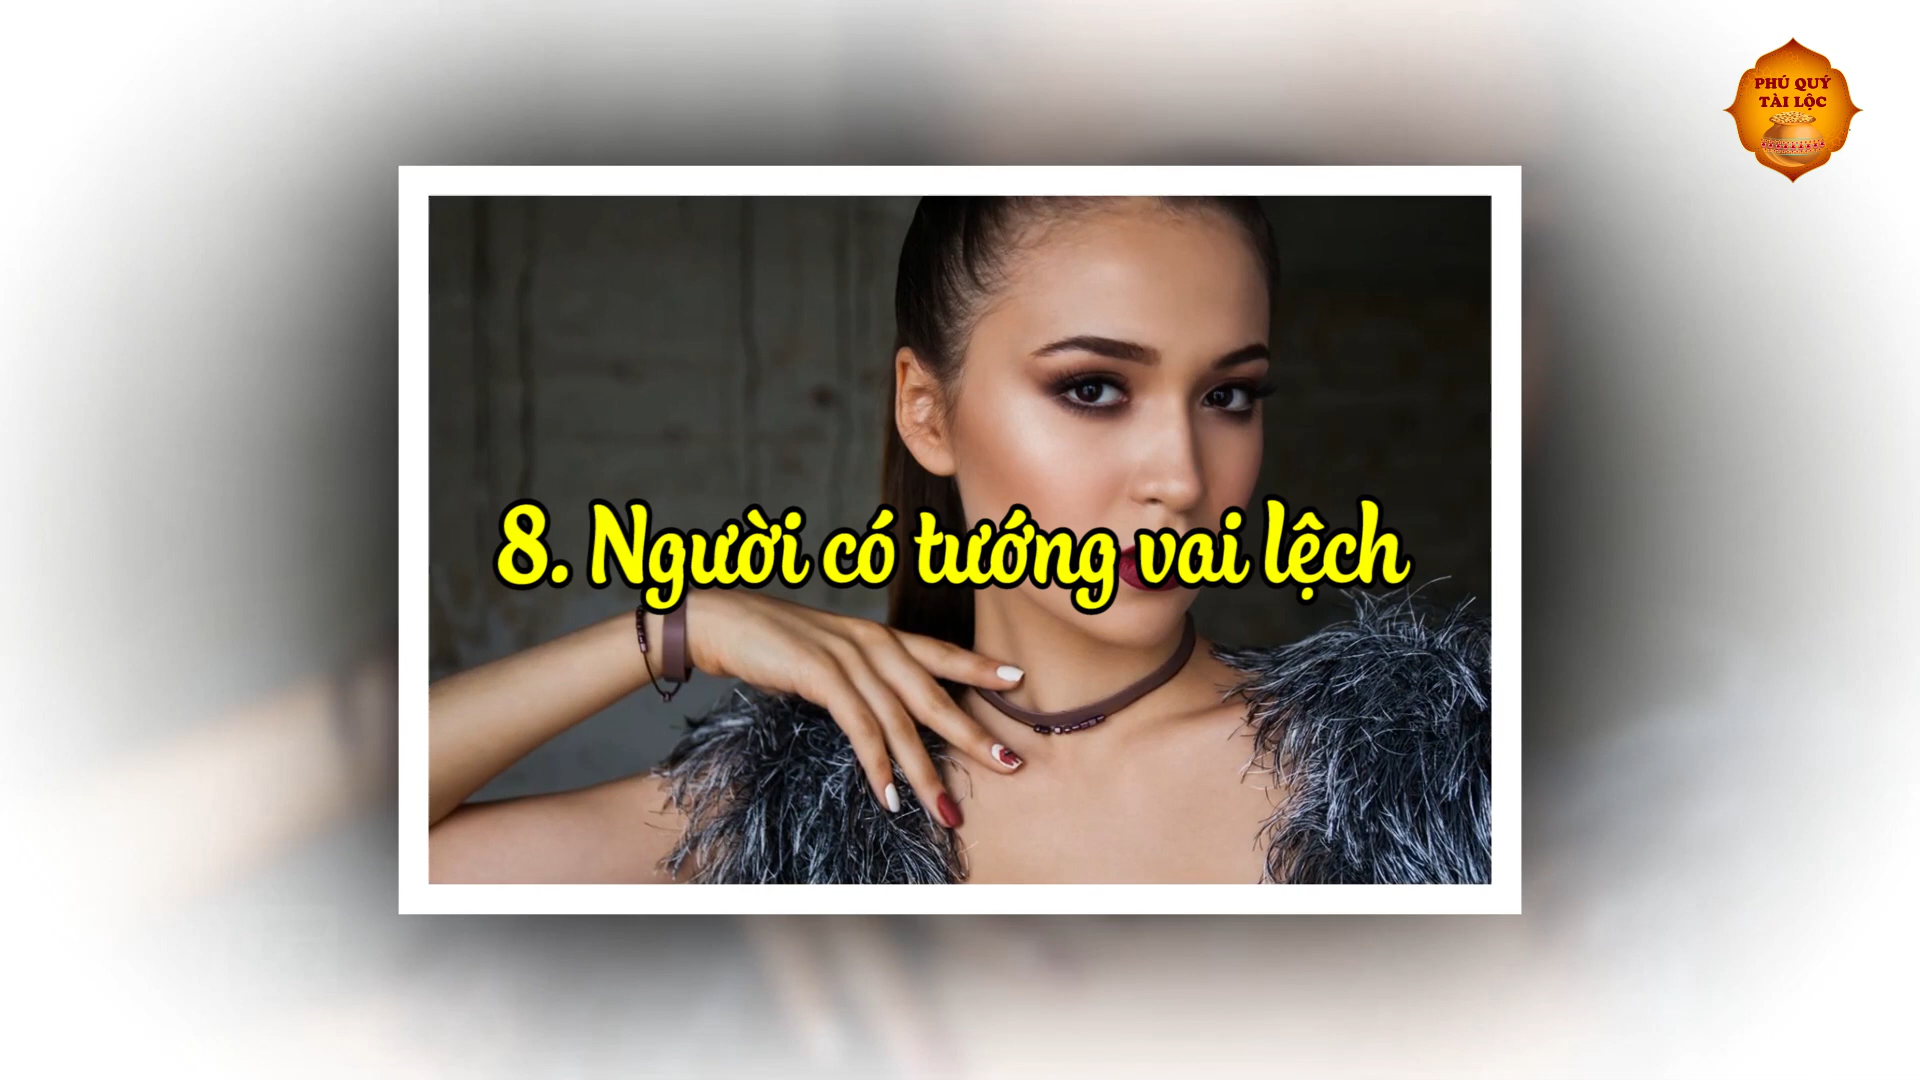 PHÚ QUÝ
TÀI LỘC
8. Người có tướng vai lệch